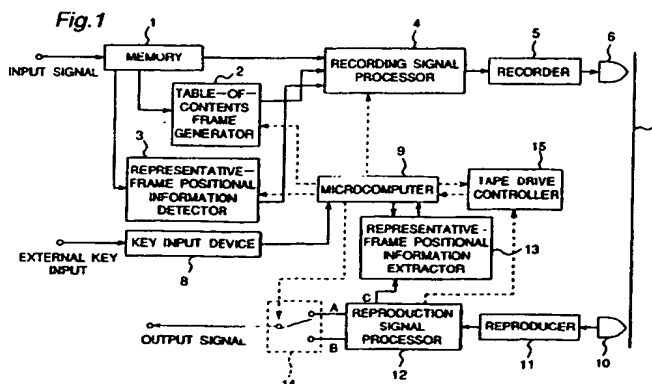 Fig.1
1
MEMORY
INPUT SIGNAL
2
TABLE-OF-
CONTENTS
FRAME
GENERATOR
3
REPRESENTATIVE-
FRAME POSITIONAL
INFORMATION
DETECTOR
4
RECORDING SIGNAL
PROCESSOR
5
RECORDER
6
9
MICROCOMPUTER
15
TAPE DRIVE
CONTROLLER
KEY INPUT DEVICE
8
EXTERNAL KEY
INPUT
REPRESENTATIVE-
FRAME POSITIONAL
INFORMATION
EXTRACTOR
13
C
A
B
REPRODUCTION
SIGNAL
PROCESSOR
12
REPRODUCER
11
10
OUTPUT SIGNAL
14